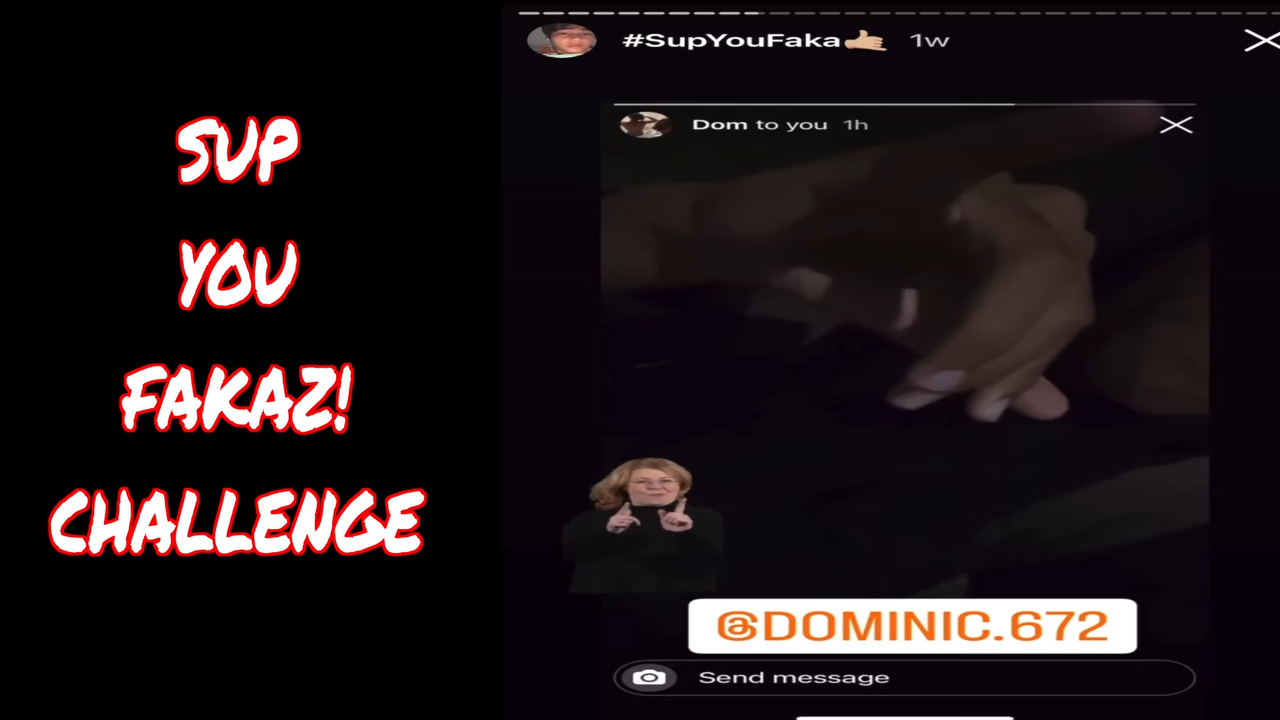 SUP
YOU
FAKAZ!
CHALLENGE
#SupYouFaka🤙🏼 1w
Dom to you 1h
@DOMINIC.672
Send message